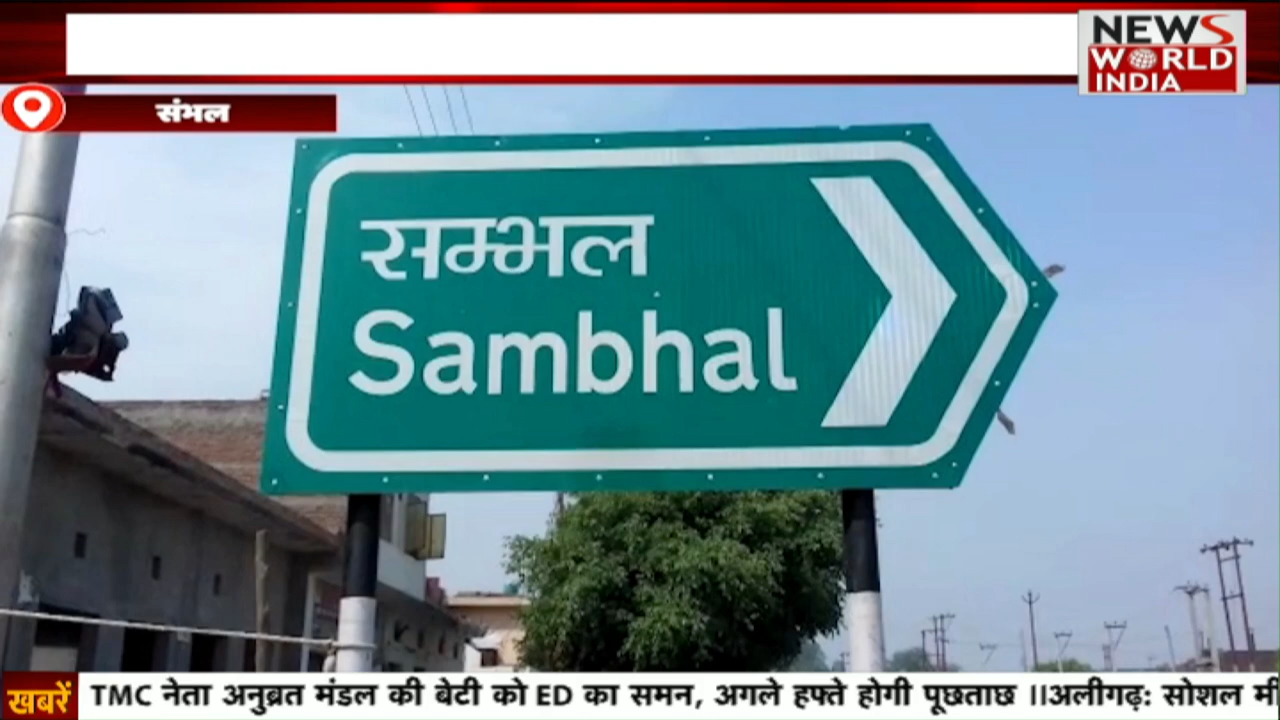 NEWS
WORLD
INDIA
संभल
सम्भल
Sambhal
खबरें
TMC नेता अनुब्रत मंडल की बेटी को ED का समन, अगले हफ्ते होगी पूछताछ ||अलीगढ़: सोशल मी